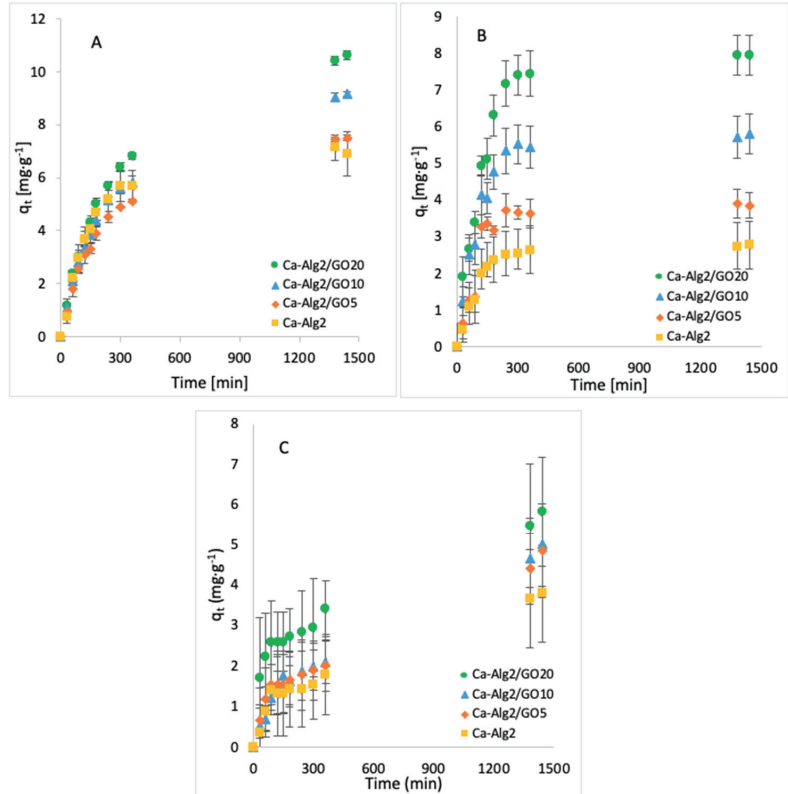 A
12
10
8
6
4
2
0
qt [mg·g-1]
0 300 600 900 1200 1500
Time [min]
Ca-Alg2/GO20
Ca-Alg2/GO10
Ca-Alg2/GO5
Ca-Alg2
B
9
8
7
6
5
4
3
2
1
0
qt [mg·g-1]
0 300 600 900 1200 1500
Time [min]
Ca-Alg2/GO20
Ca-Alg2/GO10
Ca-Alg2/GO5
Ca-Alg2
C
8
7
6
5
4
3
2
1
0
qt (mg·g-1)
0 300 600 900 1200 1500
Time (min)
Ca-Alg2/GO20
Ca-Alg2/GO10
Ca-Alg2/GO5
Ca-Alg2